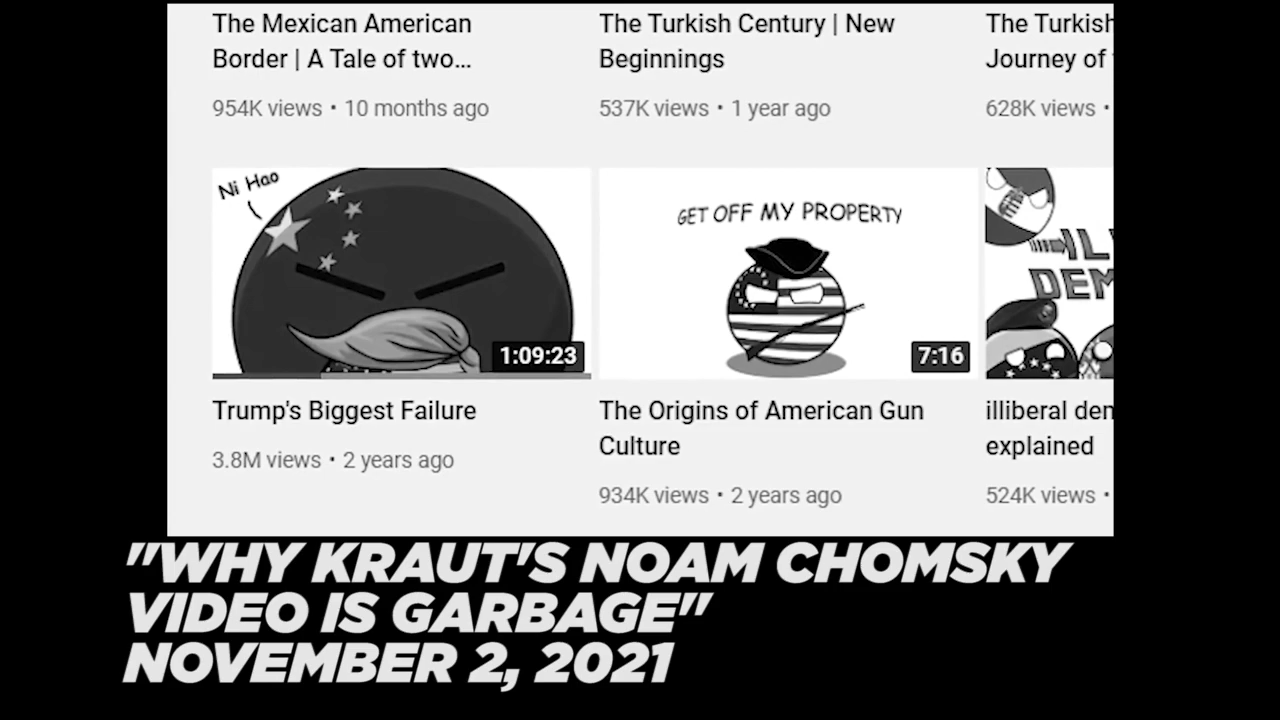 The Mexican American
Border | A Tale of two...
954K views • 10 months ago
The Turkish Century | New
Beginnings
537K views • 1 year ago
The Turkish
Journey of
628K views •
Ni Hao
1:09:23
Trump's Biggest Failure
3.8M views • 2 years ago
GET OFF MY PROPERTY
7:16
The Origins of American Gun
Culture
934K views • 2 years ago
illiberal
explained
524K views •
"WHY KRAUT'S NOAM CHOMSKY
VIDEO IS GARBAGE"
NOVEMBER 2, 2021